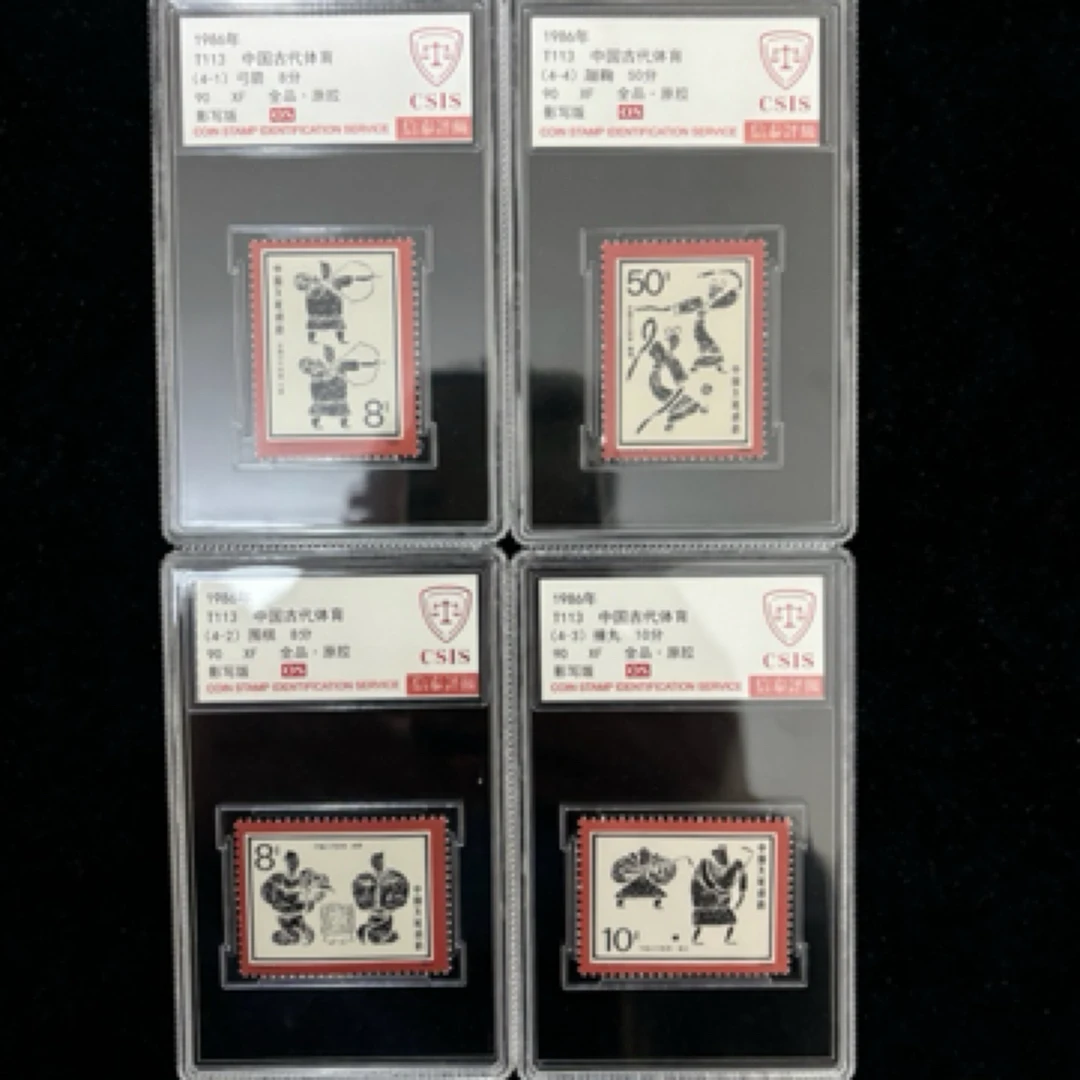 1986年
T113 中国古代体育
(4-1) 弓箭 8分
90 XF 全品·原胶
影写版
CSIS
COIN STAMP IDENTIFICATION SERVICE
8分
1986年
T113 中国古代体育
(4-4) 蹴鞠 50分
90 XF 全品·原胶
影写版
CSIS
COIN STAMP IDENTIFICATION SERVICE
50分
中国人民邮政
1986年
T113 中国古代体育
(4-2) 围棋 8分
90 XF 全品·原胶
影写版
CSIS
COIN STAMP IDENTIFICATION SERVICE
8分
中国人民邮政
1986年
T113 中国古代体育
(4-3) 捶丸 10分
90 XF 全品·原胶
影写版
CSIS
COIN STAMP IDENTIFICATION SERVICE
中国人民邮政
10分